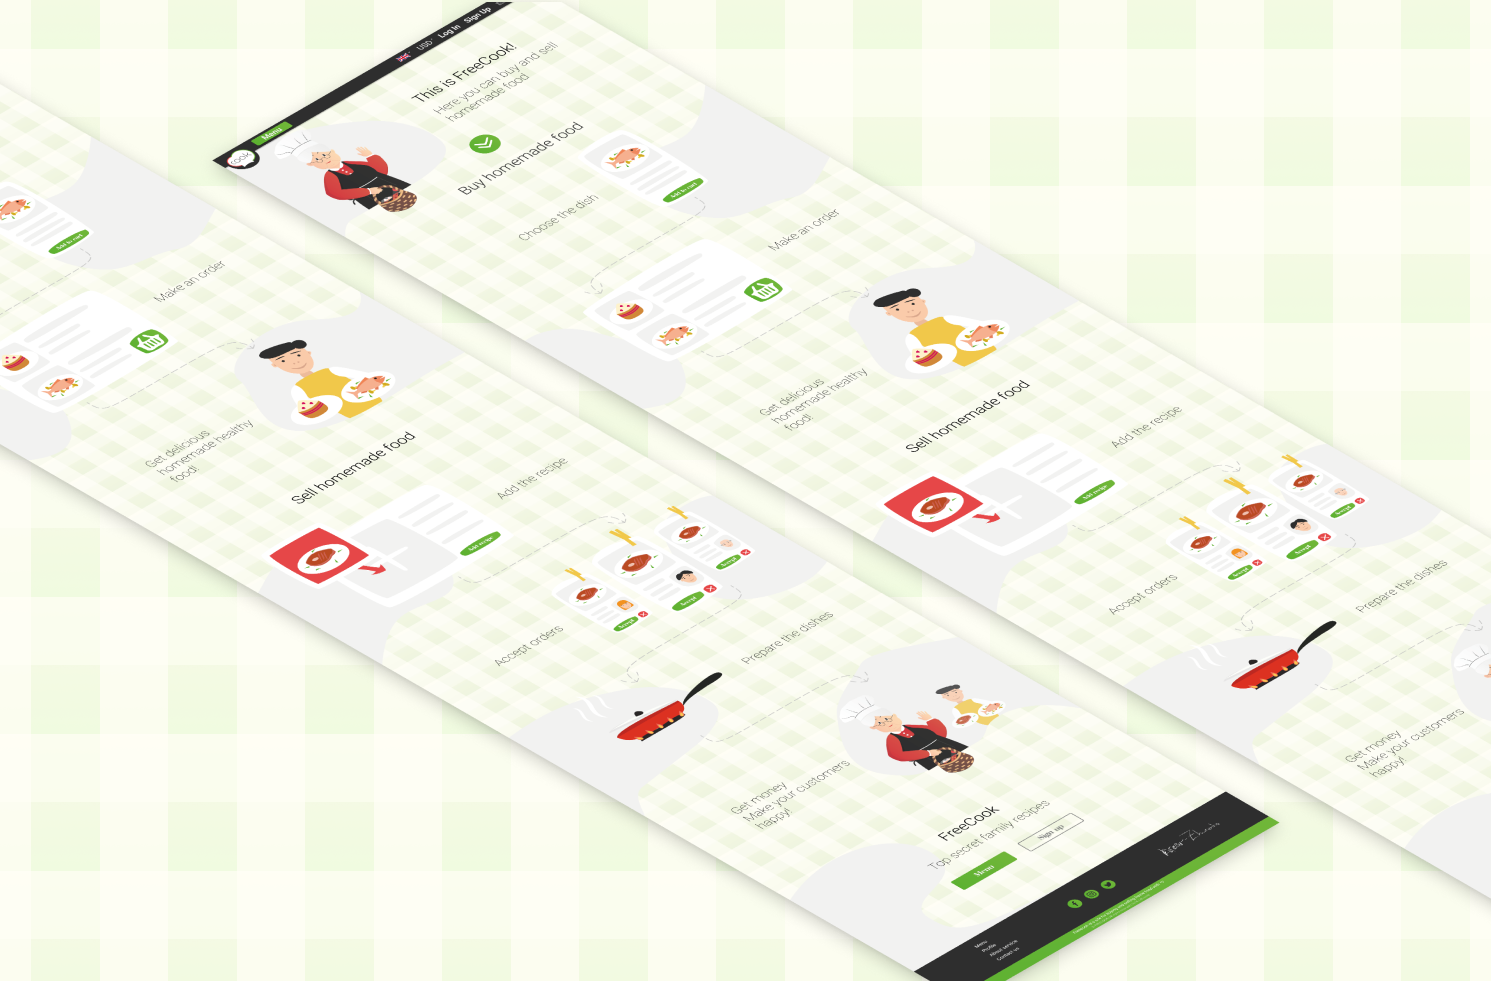 USD Log In Sign Up
Menu
cook
This is FreeCook!
Here you can buy and sell
homemade food
Buy homemade food
Choose the dish
Add to cart
Make an order
Get delicious
homemade healthy
food!
Sell homemade food
Add the recipe
Add recipe
Accept orders
Accept
Accept
Accept
Prepare the dishes
Get money
Make your customers
happy!
Add to cart
Make an order
Get delicious
homemade healthy
food!
Sell homemade food
Add the recipe
Add recipe
Accept orders
Accept
Accept
Accept
Prepare the dishes
Get money
Make your customers
happy!
FreeCook
Top secret family recipes
Menu
Sign up
Menu
Profile
About service
Contact us